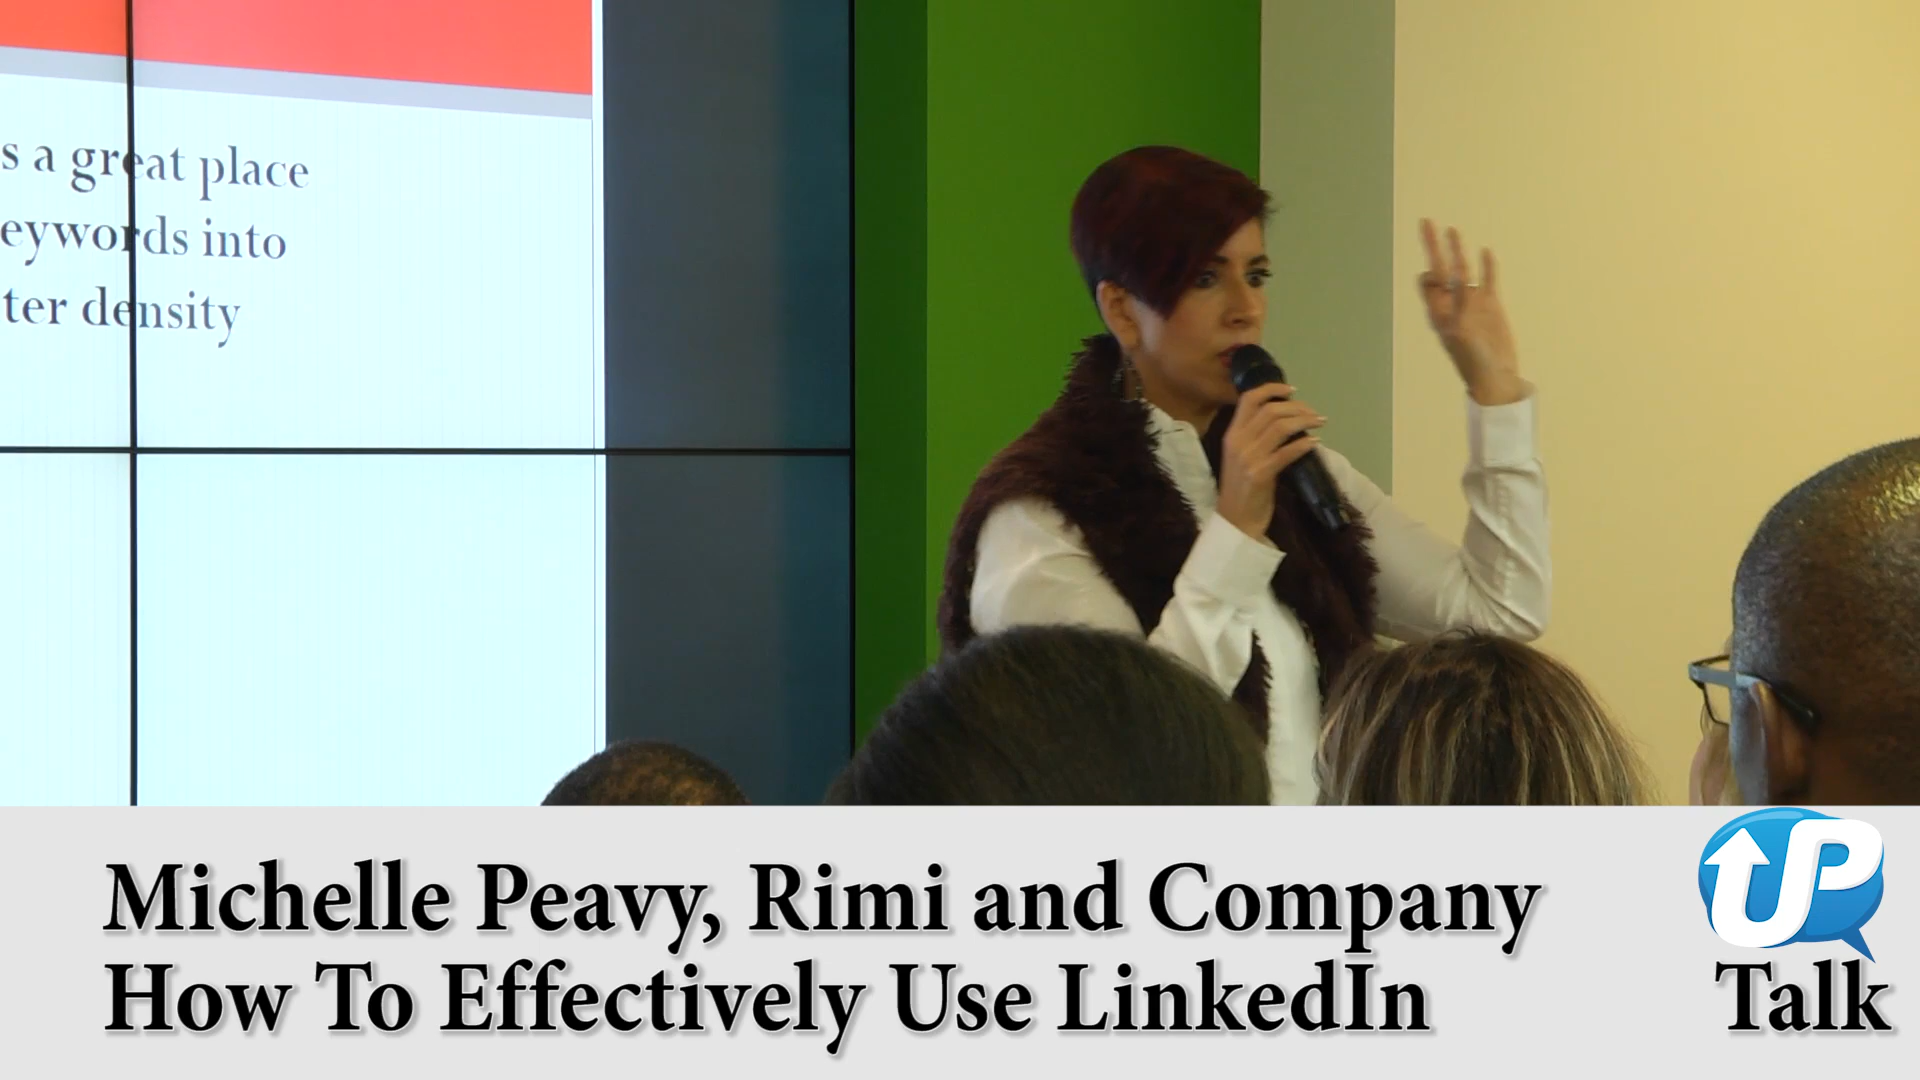 s a great place
eywords into
ter density
Michelle Peavy, Rimi and Company
How To Effectively Use LinkedIn
UP
Talk